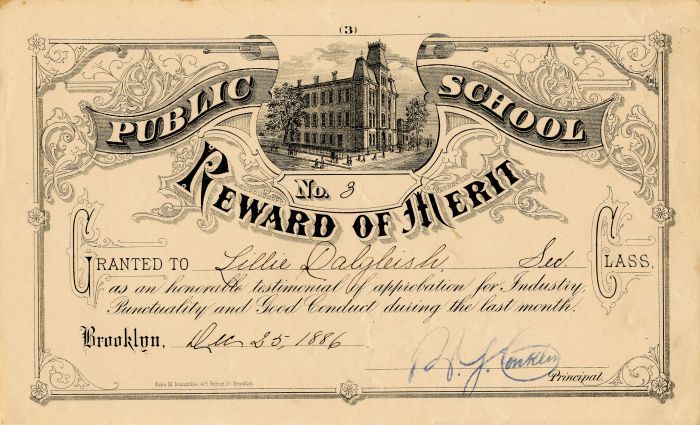 (3)
PUBLIC SCHOOL
No. 3
REWARD OF MERIT
GRANTED TO Lillie Dalgleish Sec. CLASS,
as an honorable testimonial of approbation for Industry,
Punctuality and Good Conduct during the last month.
Brooklyn, Dec 25, 1886
Conklin
Principal